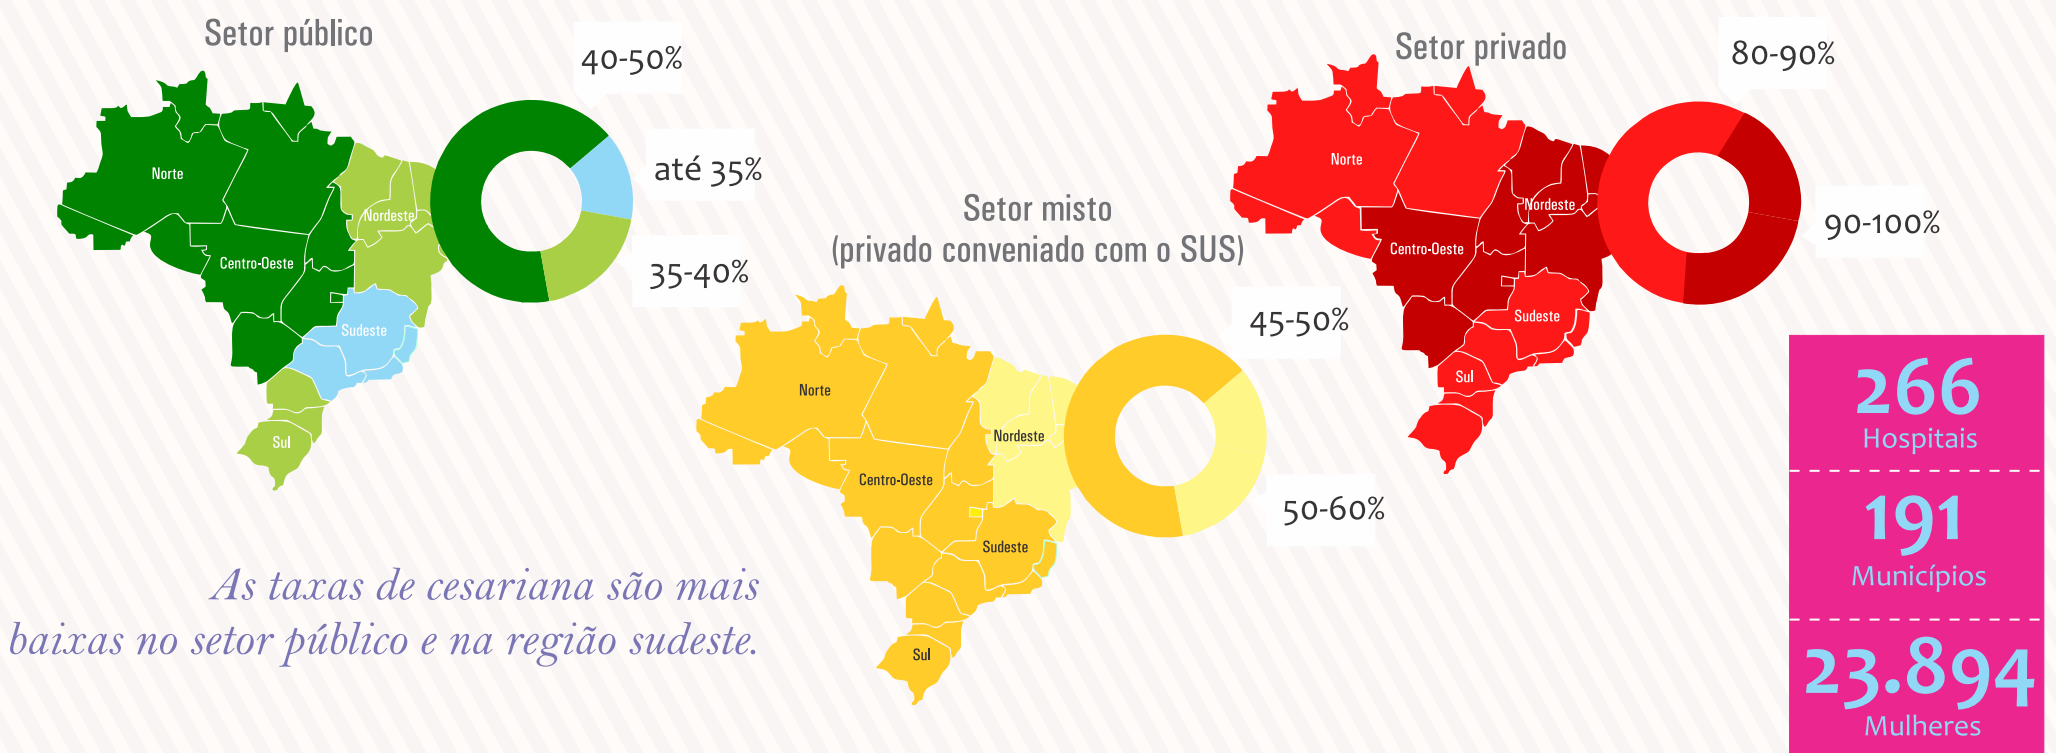 Setor público
40-50%
até 35%
35-40%
Norte
Nordeste
Centro-Oeste
Sudeste
Sul
Setor misto
(privado conveniado com o SUS)
45-50%
50-60%
Norte
Nordeste
Centro-Oeste
Sudeste
Sul
Setor privado
80-90%
90-100%
Norte
Nordeste
Centro-Oeste
Sudeste
Sul
As taxas de cesariana são mais
baixas no setor público e na região sudeste.
266
Hospitais
191
Municípios
23.894
Mulheres